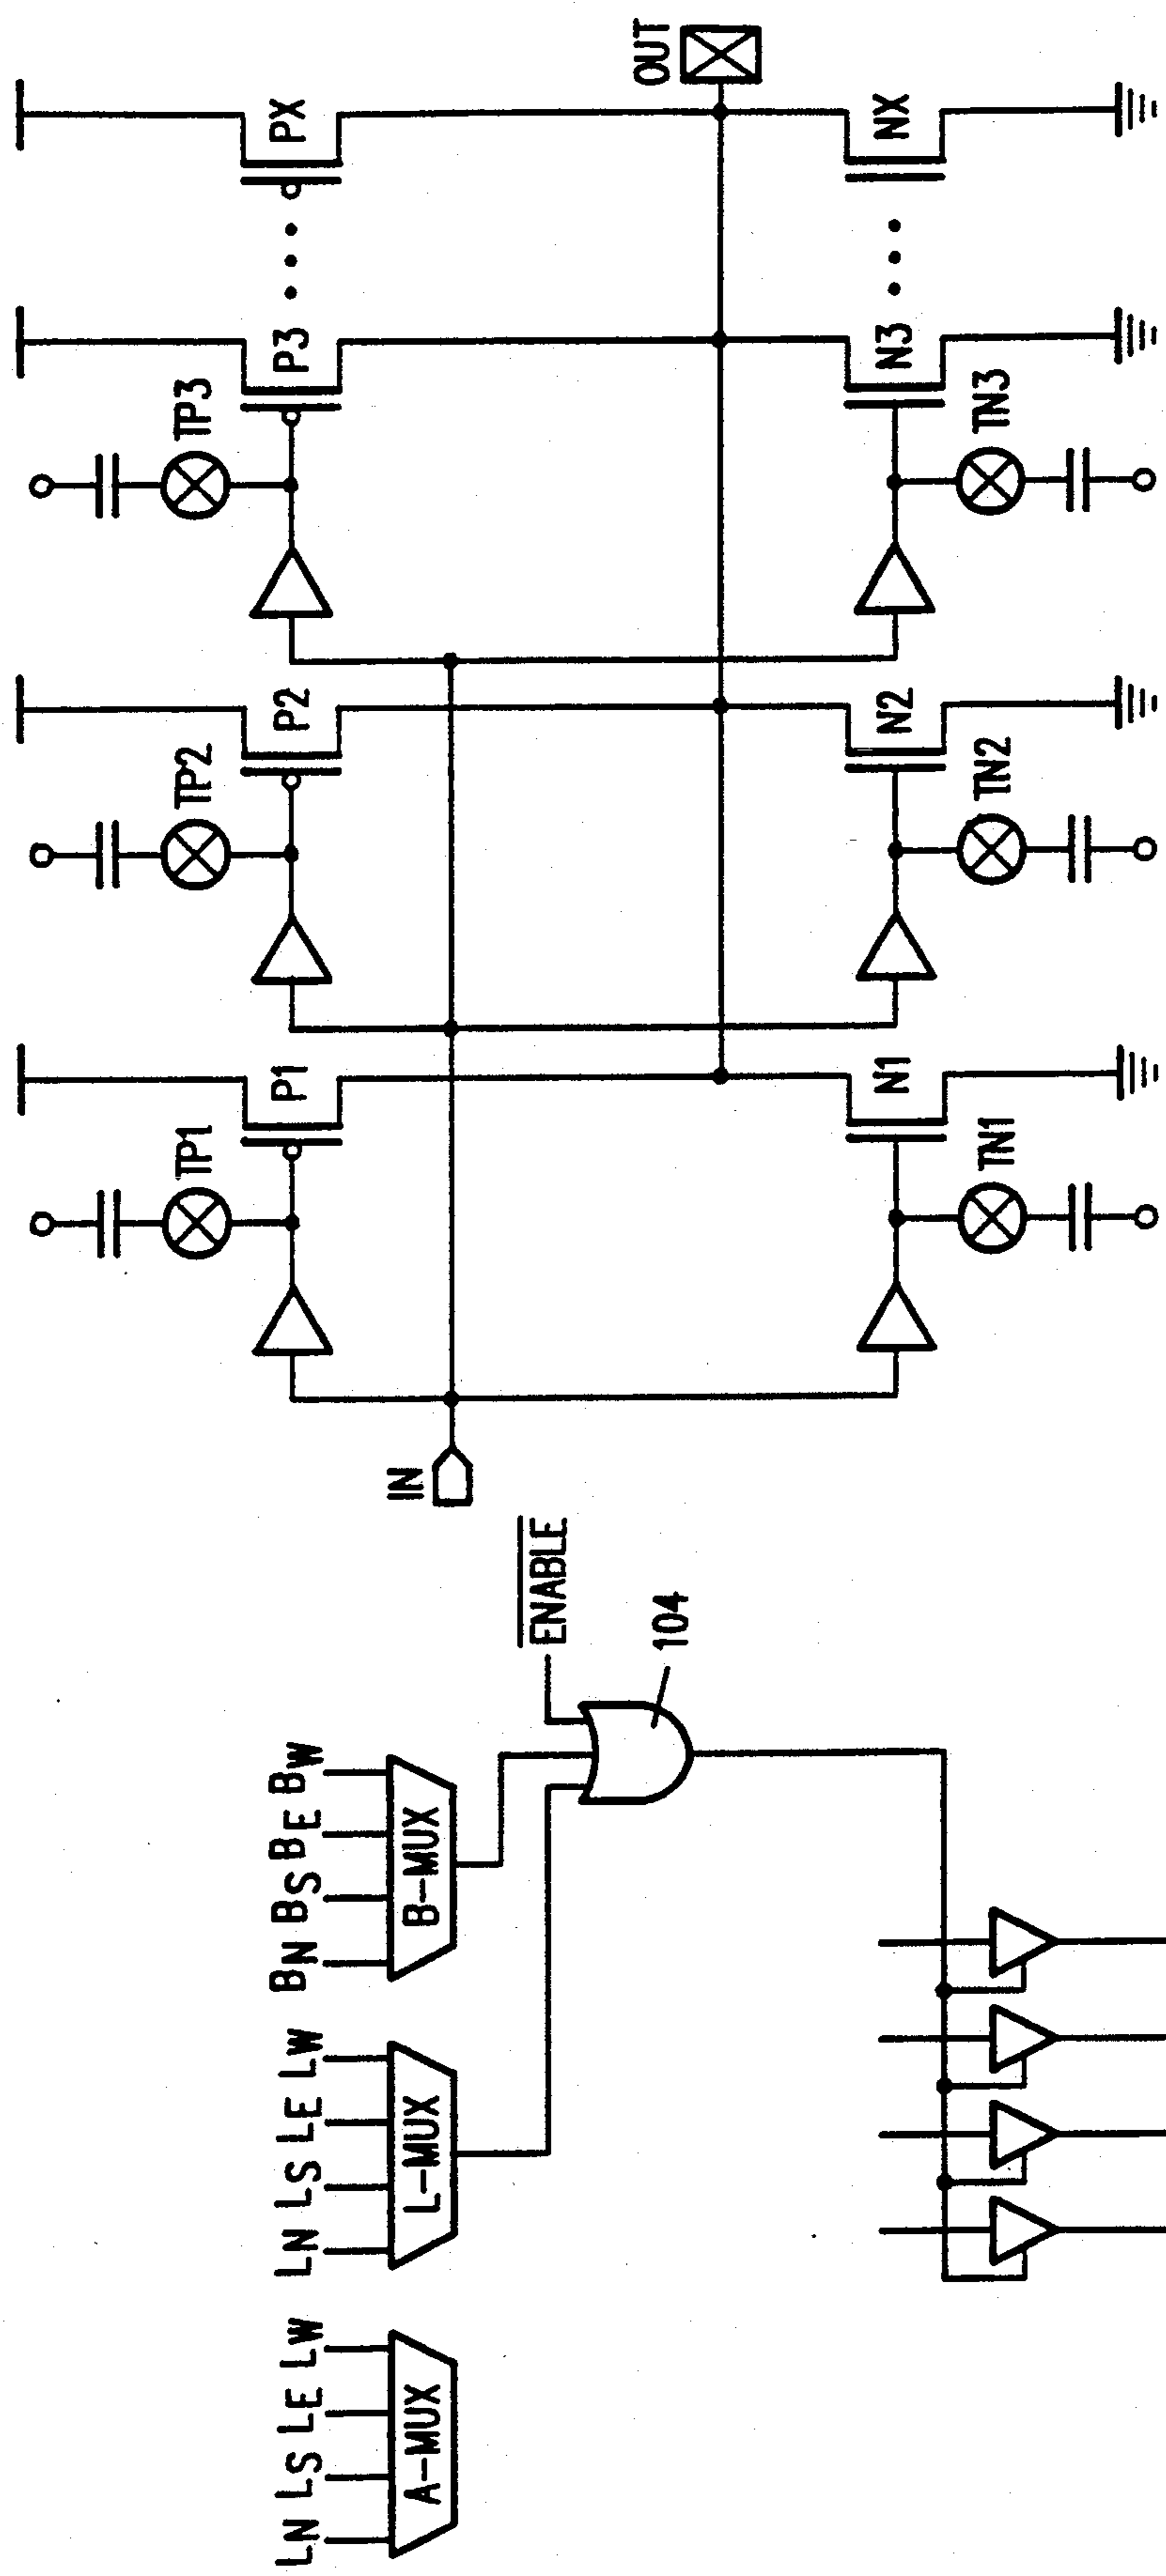 LN LS LE LW
A-MUX
LN LS LE LW
L-MUX
BN BS BE BW
B-MUX
ENABLE
104
IN
OUT
TP1
P1
TP2
P2
TP3
P3
PX
TN1
N1
TN2
N2
TN3
N3
NX